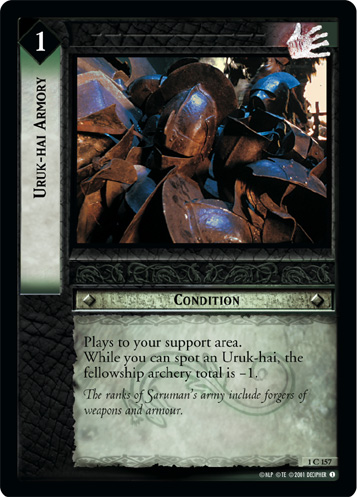 1
URUK-HAI ARMORY
CONDITION
Plays to your support area.
While you can spot an Uruk-hai, the
fellowship archery total is –1.
The ranks of Saruman's army include forgers of
weapons and armour.
1 C 157
©NLP ™TE ©2001 DECIPHER 1